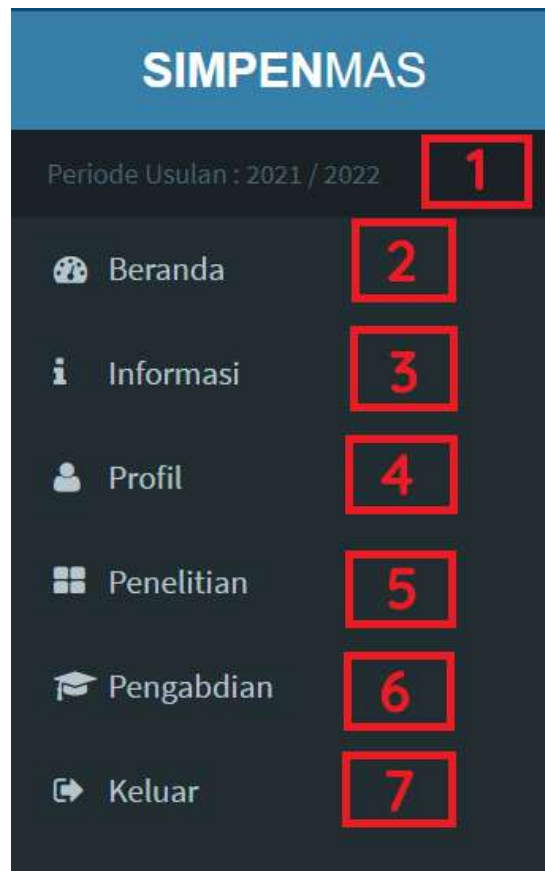 SIMPENMAS
Periode Usulan : 2021 / 2022 1
Beranda 2
Informasi 3
Profil 4
Penelitian 5
Pengabdian 6
Keluar 7